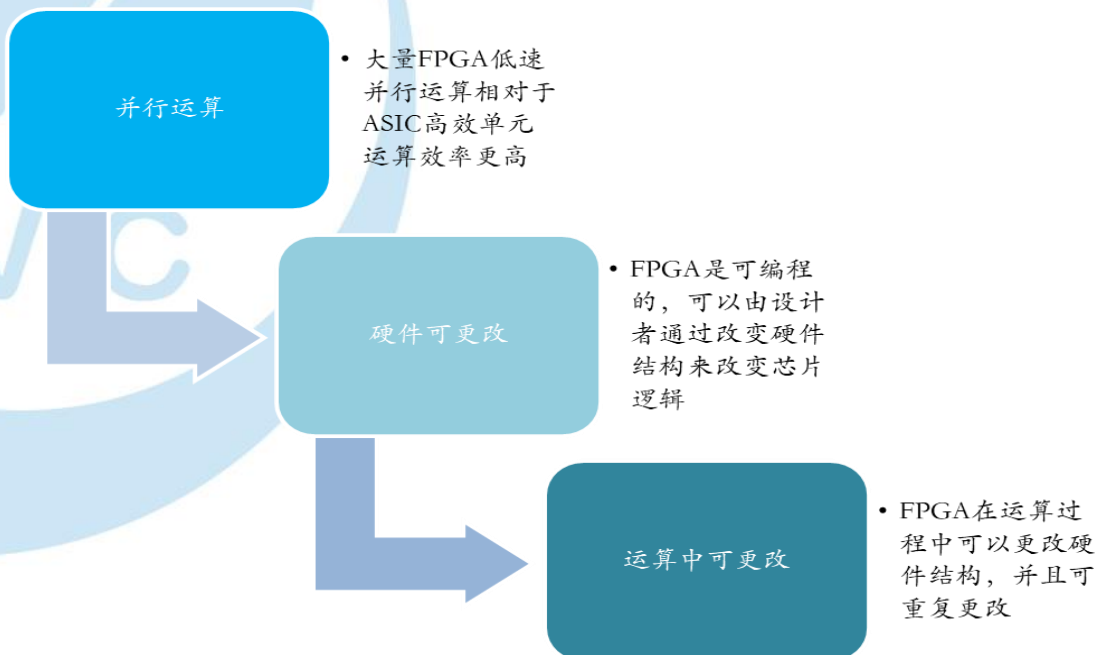 并行运算
• 大量FPGA低速
并行运算相对于
ASIC高效单元
运算效率更高
硬件可更改
• FPGA是可编程
的，可以由设计
者通过改变硬件
结构来改变芯片
逻辑
运算中可更改
• FPGA在运算过
程中可以更改硬
件结构，并且可
重复更改